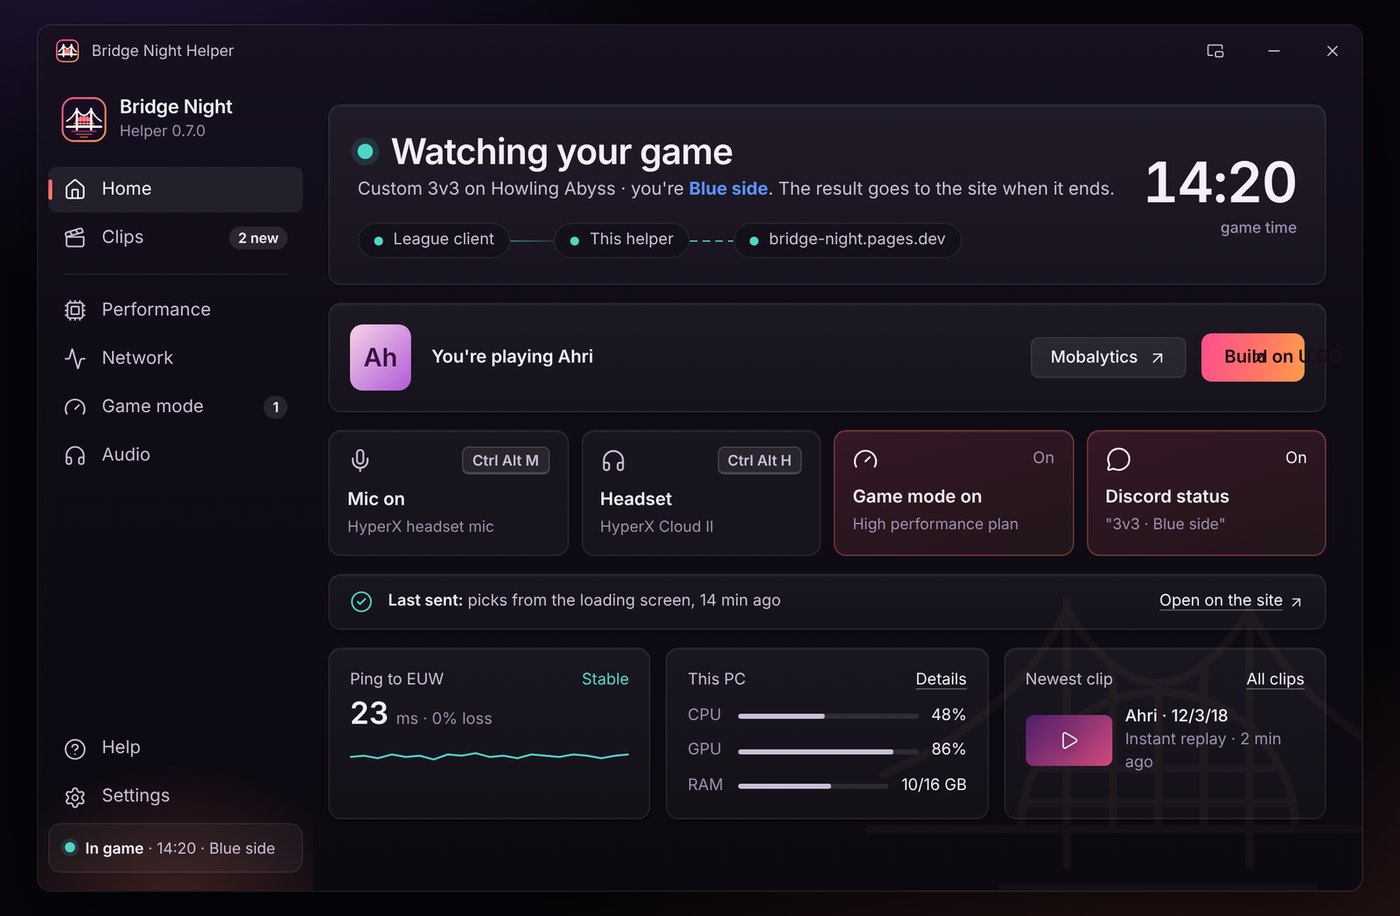 Bridge Night Helper
Bridge Night
Helper 0.7.0
Home
Clips
2 new
Performance
Network
Game mode
1
Audio
Help
Settings
In game · 14:20 · Blue side
Watching your game
Custom 3v3 on Howling Abyss · you're Blue side. The result goes to the site when it ends.
League client
This helper
bridge-night.pages.dev
14:20
game time
Ah
You're playing Ahri
Mobalytics
Build on U.GG
Ctrl Alt M
Mic on
HyperX headset mic
Ctrl Alt H
Headset
HyperX Cloud II
On
Game mode on
High performance plan
On
Discord status
"3v3 · Blue side"
Last sent: picks from the loading screen, 14 min ago
Open on the site
Ping to EUW
Stable
23 ms · 0% loss
This PC
Details
CPU
48%
GPU
86%
RAM
10/16 GB
Newest clip
All clips
Ahri · 12/3/18
Instant replay · 2 min
ago